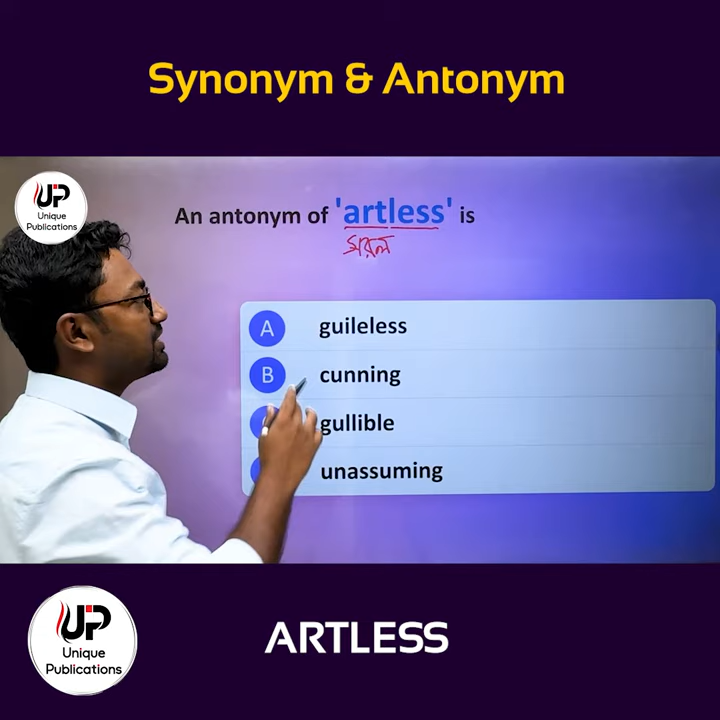 Synonym & Antonym
UP
Unique
Publications
An antonym of 'artless' is
সরল
A guileless
B cunning
gullible
unassuming
UP
Unique
Publications
ARTLESS